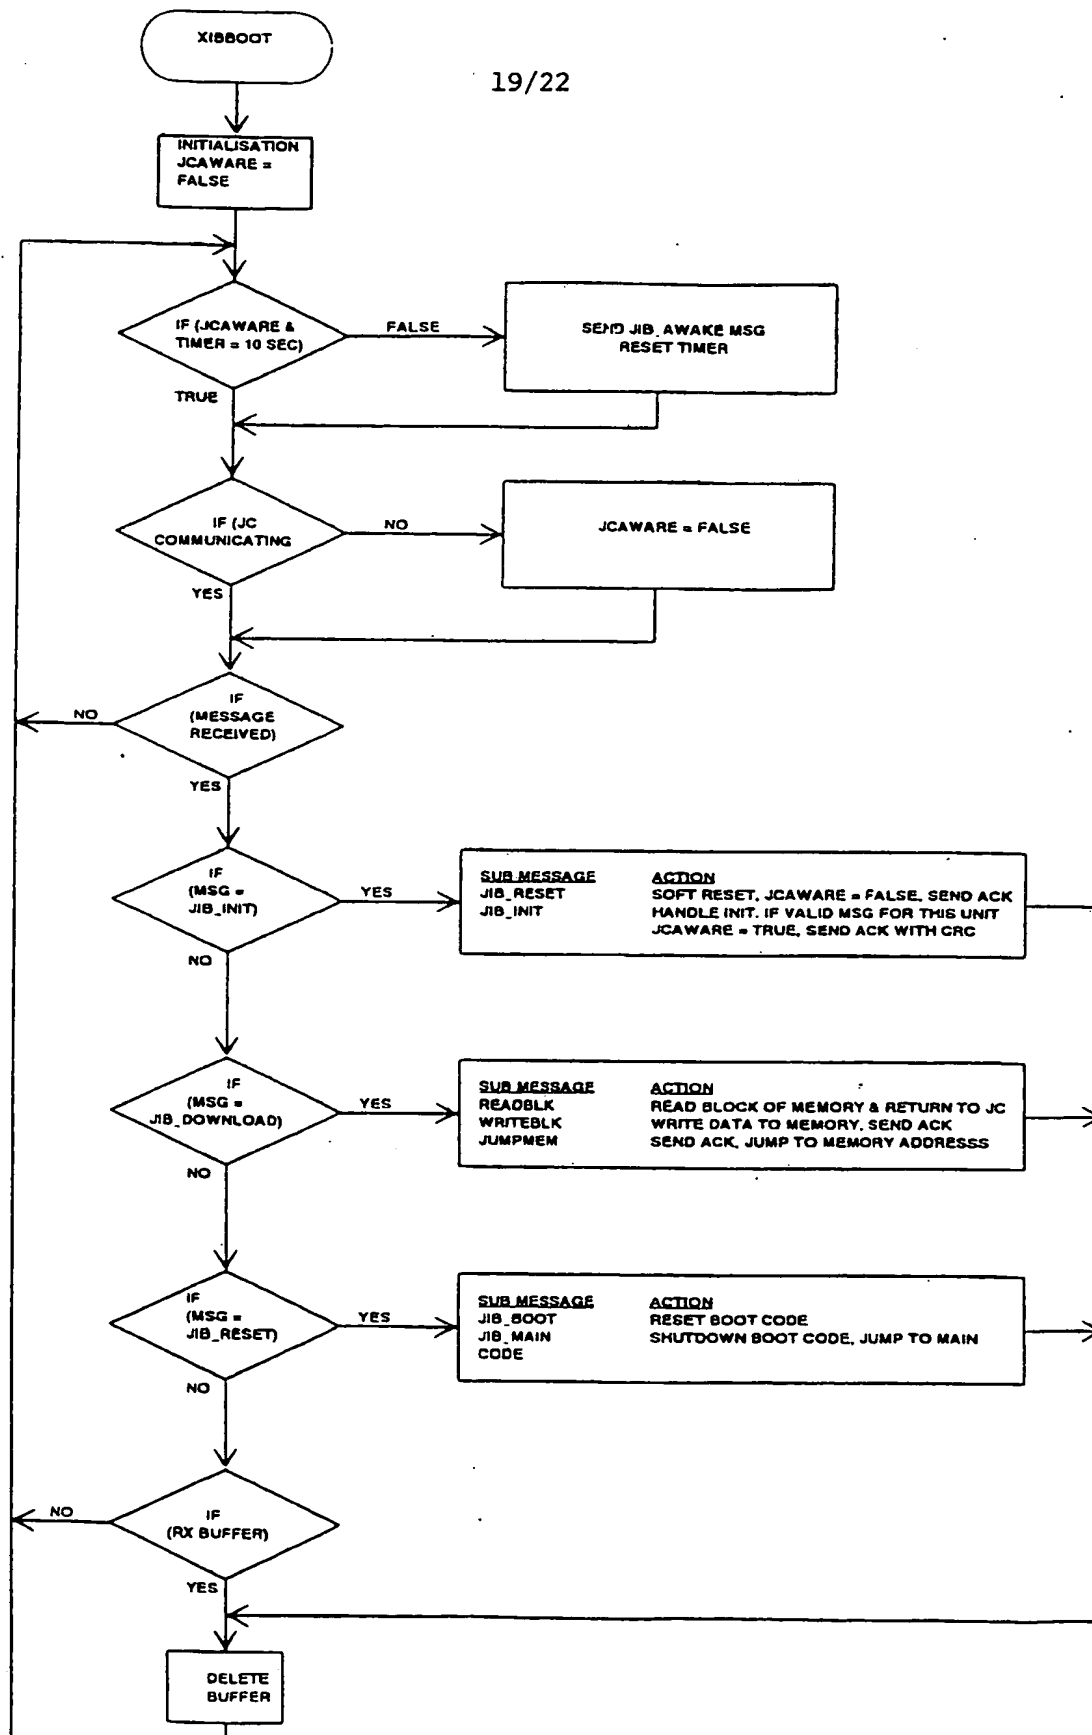 XIBBOOT
19/22
INITIALISATION
JCAWARE =
FALSE
IF (JCAWARE &
TIMER = 10 SEC)
FALSE
SEND JIB_AWAKE MSG
RESET TIMER
TRUE
IF (JC
COMMUNICATING
NO
JCAWARE = FALSE
YES
IF
(MESSAGE
RECEIVED)
NO
YES
IF
(MSG =
JIB_INIT)
YES
SUB MESSAGE ACTION
JIB_RESET SOFT RESET, JCAWARE = FALSE, SEND ACK
JIB_INIT HANDLE INIT. IF VALID MSG FOR THIS UNIT
JCAWARE = TRUE, SEND ACK WITH CRC
NO
IF
(MSG =
JIB_DOWNLOAD)
YES
SUB MESSAGE ACTION
READBLK READ BLOCK OF MEMORY & RETURN TO JC
WRITEBLK WRITE DATA TO MEMORY, SEND ACK
JUMPMEM SEND ACK, JUMP TO MEMORY ADDRESSS
NO
IF
(MSG =
JIB_RESET)
YES
SUB MESSAGE ACTION
JIB_BOOT RESET BOOT CODE
JIB_MAIN SHUTDOWN BOOT CODE, JUMP TO MAIN
CODE
NO
IF
(RX BUFFER)
NO
YES
DELETE
BUFFER